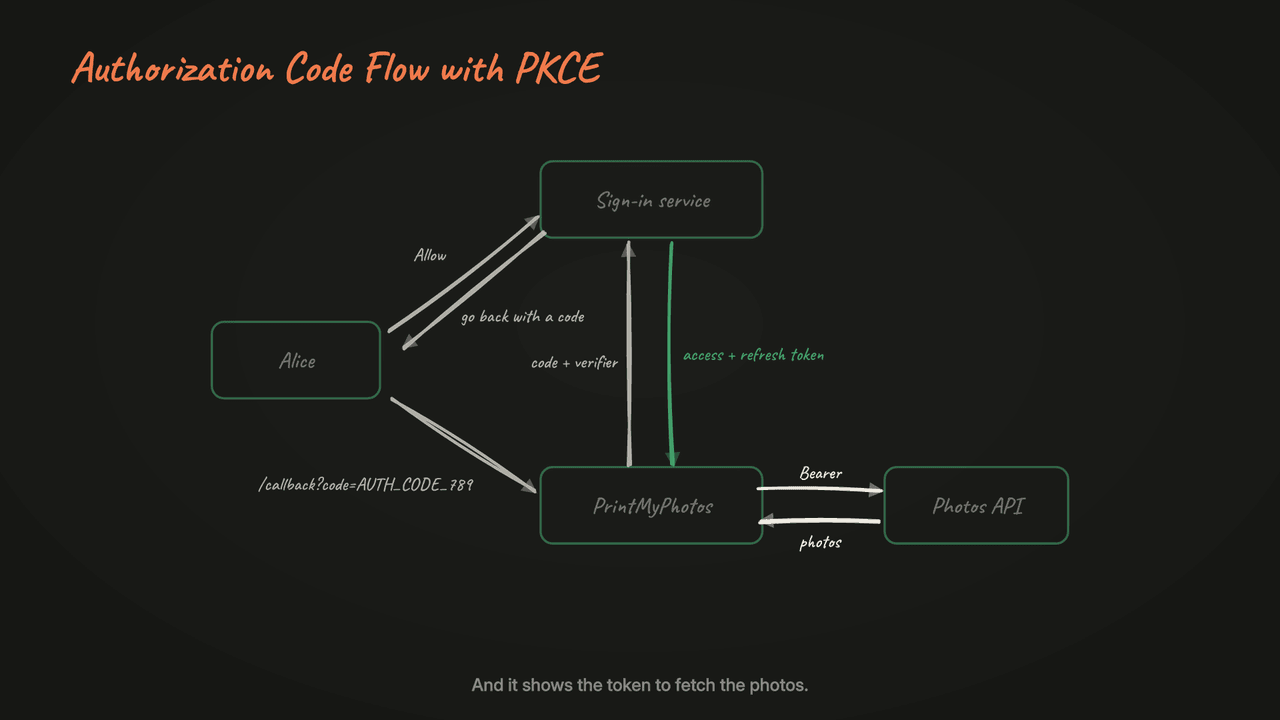 Authorization Code Flow with PKCE
Sign-in service
Allow
go back with a code
Alice
code + verifier
access + refresh token
/callback?code=AUTH_CODE_789
PrintMyPhotos
Bearer
photos
Photos API
And it shows the token to fetch the photos.